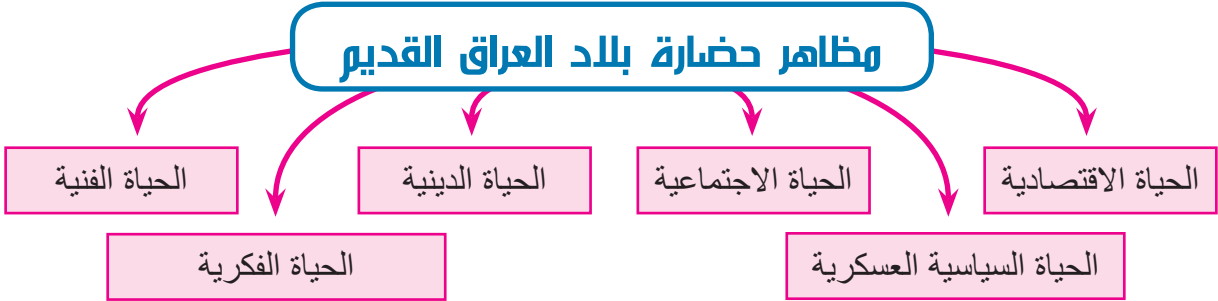 مظاهر حضارة بلاد العراق القديم
الحياة الاقتصادية
الحياة الاجتماعية
الحياة الدينية
الحياة الفنية
الحياة السياسية العسكرية
الحياة الفكرية